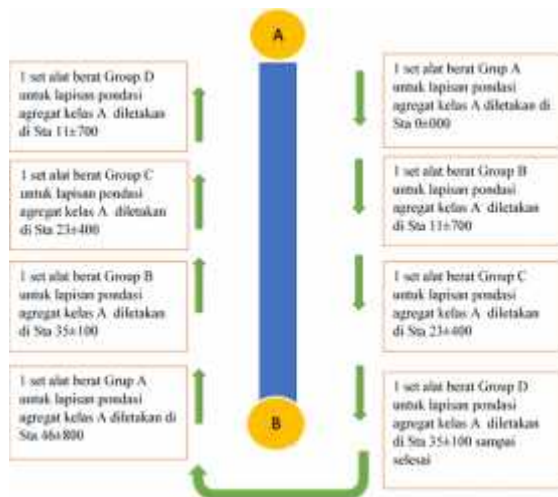 A
1 set alat berat Group D
untuk lapisan pondasi
agregat kelas A diletakan
di Sta 11±700
1 set alat berat Group C
untuk lapisan pondasi
agregat kelas A diletakan
di Sta 23±400
1 set alat berat Group B
untuk lapisan pondasi
agregat kelas A diletakan
di Sta 35±100
1 set alat berat Grup A
untuk lapisan pondasi
agregat kelas A diletakan di
Sta 46±800
1 set alat berat Grup A
untuk lapisan pondasi
agregat kelas A diletakan di
Sta 0±000
1 set alat berat Group B
untuk lapisan pondasi
agregat kelas A diletakan
di Sta 11±700
1 set alat berat Group C
untuk lapisan pondasi
agregat kelas A diletakan
di Sta 23±400
1 set alat berat Group D
untuk lapisan pondasi
agregat kelas A diletakan
di Sta 35±100 sampai
selesai
B